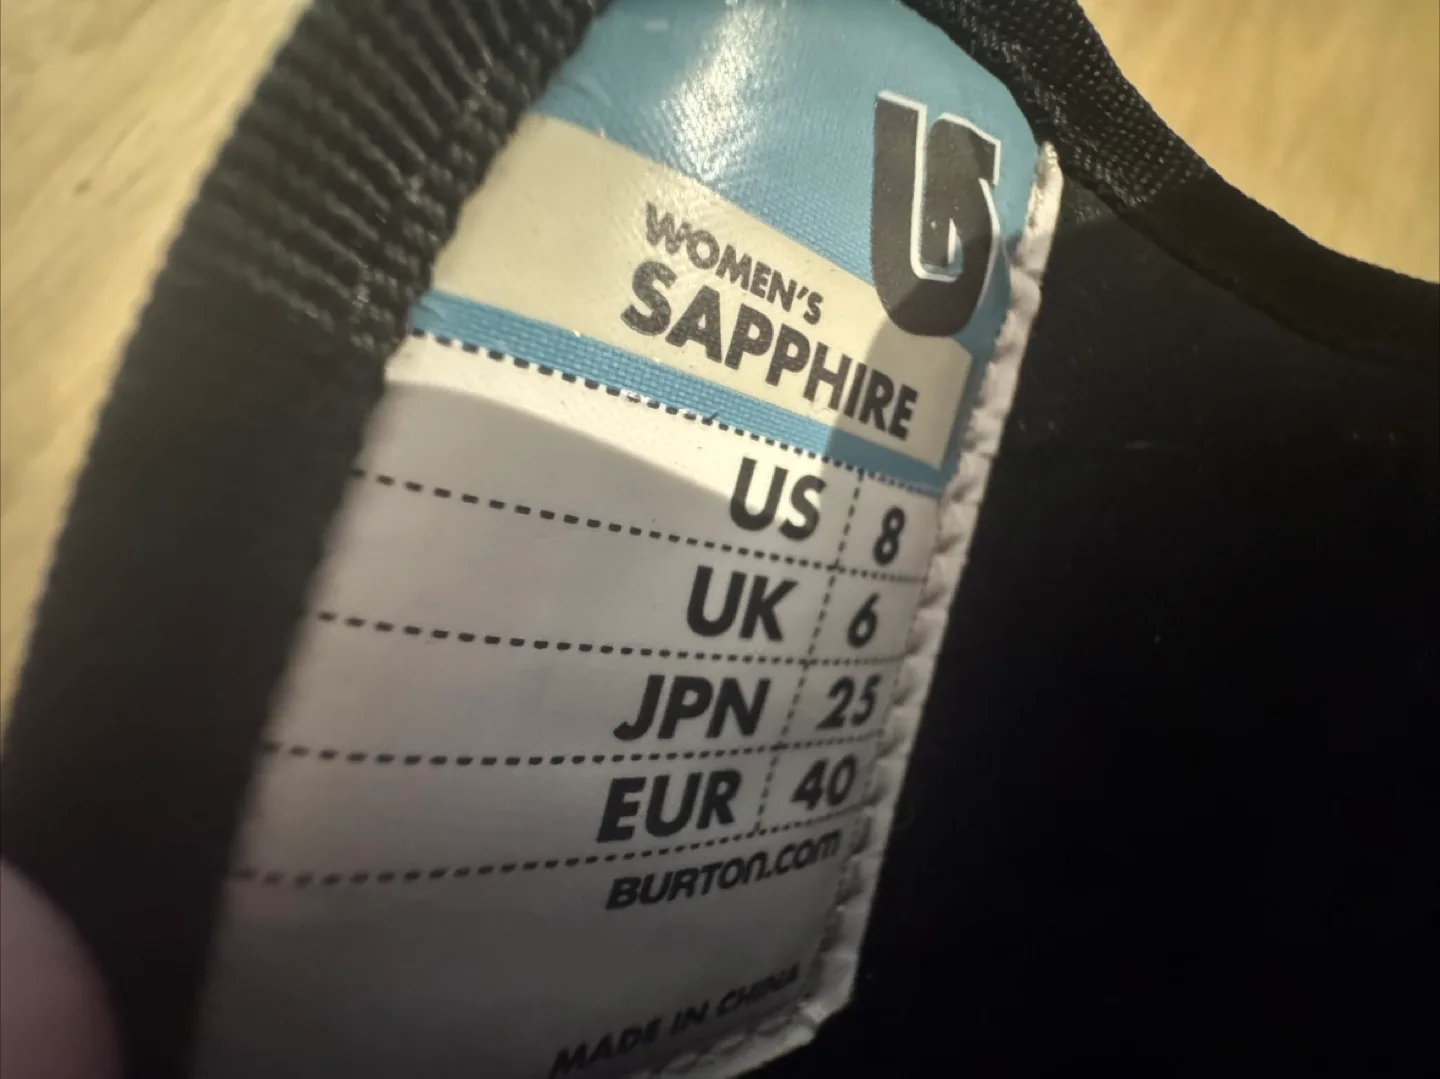 WOMEN'S
SAPPHIRE
US 8
UK 6
JPN 25
EUR 40
BURTON.com
MADE IN CHINA